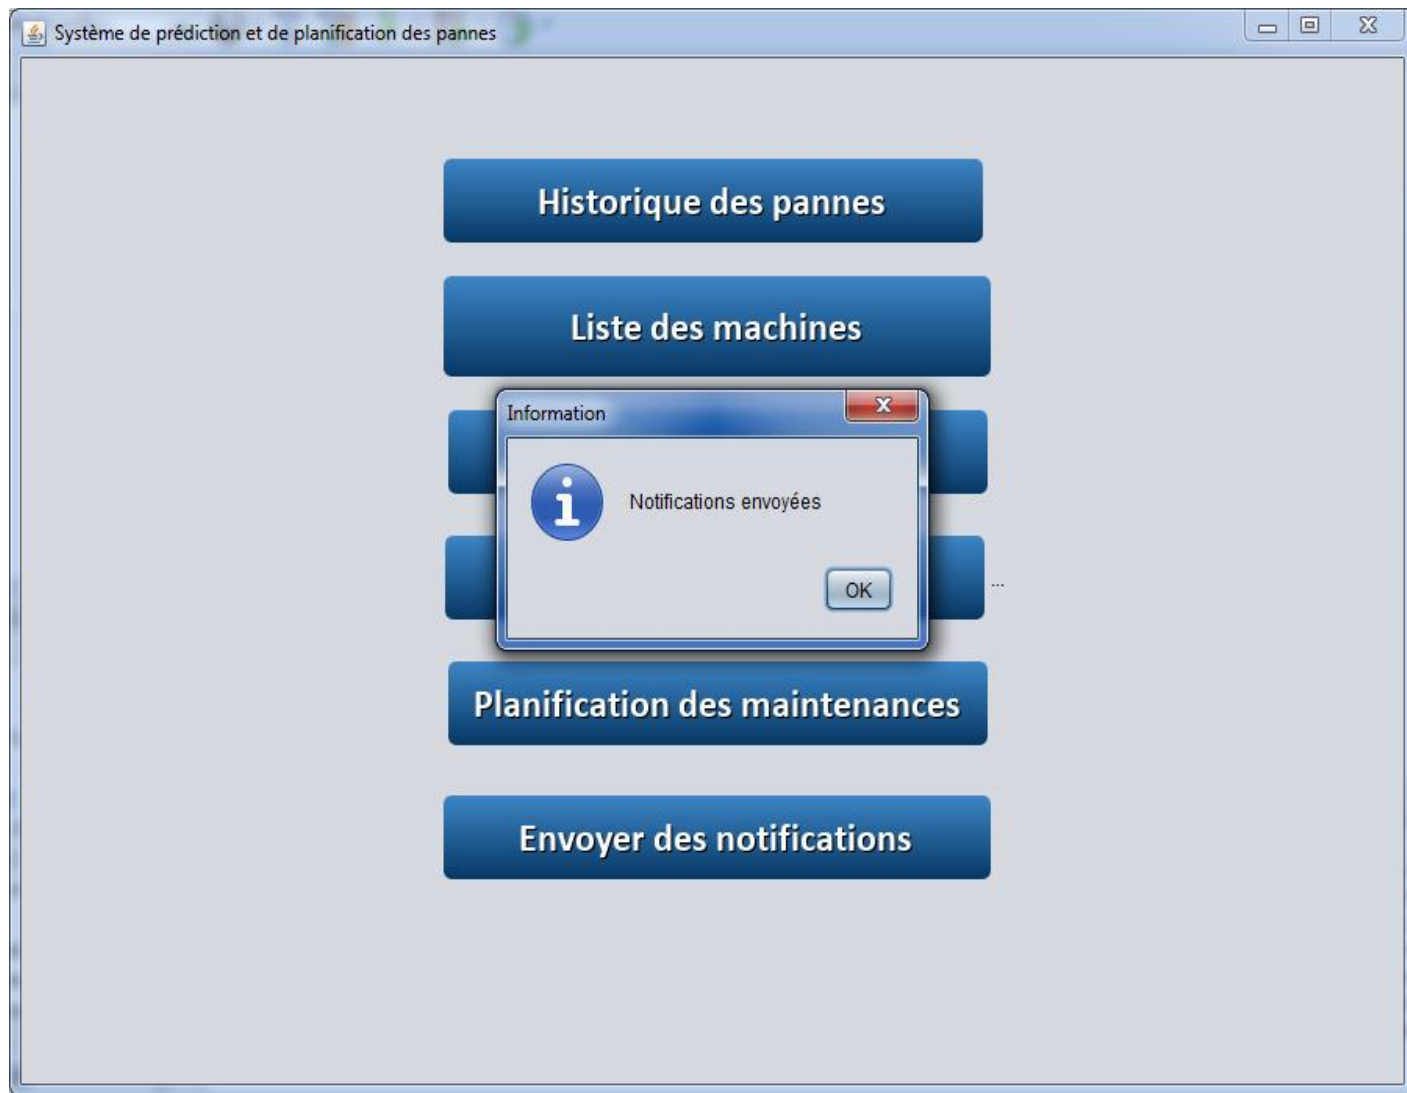 Système de prédiction et de planification des pannes
Historique des pannes
Liste des machines
Information
Notifications envoyées
OK
...
Planification des maintenances
Envoyer des notifications